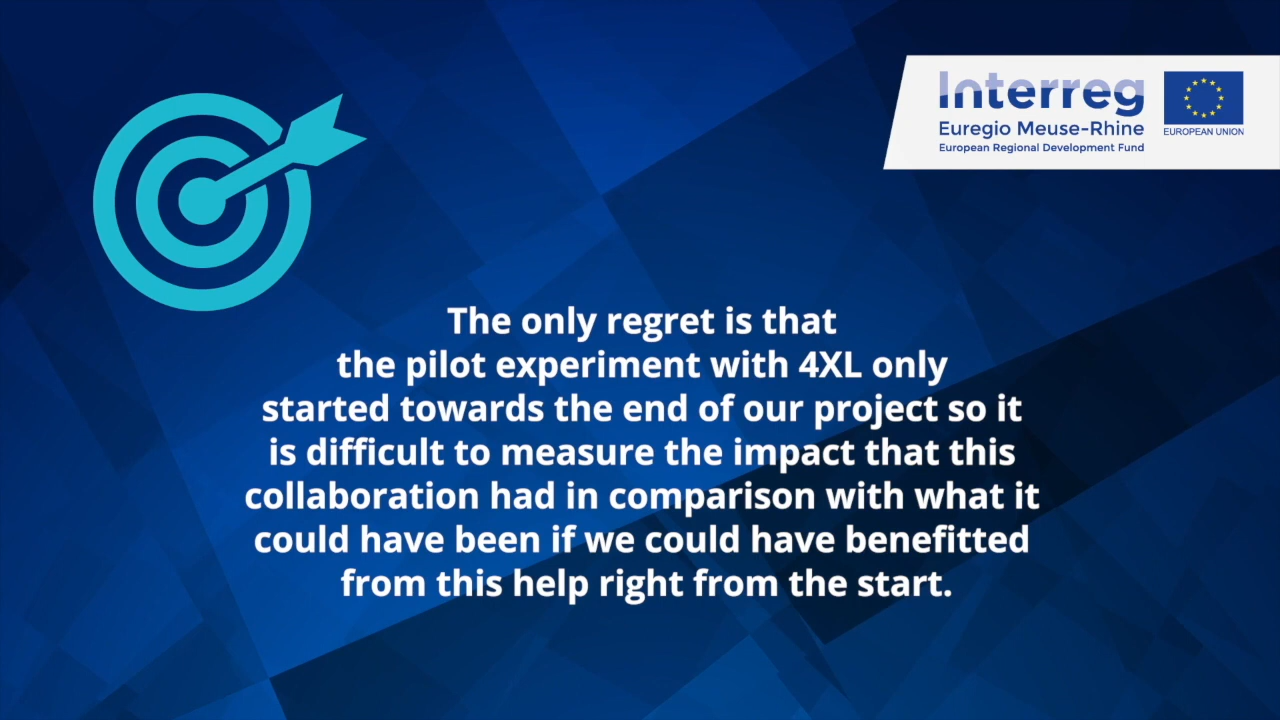 Interreg
Euregio Meuse-Rhine
European Regional Development Fund
EUROPEAN UNION
The only regret is that
the pilot experiment with 4XL only
started towards the end of our project so it
is difficult to measure the impact that this
collaboration had in comparison with what it
could have been if we could have benefitted
from this help right from the start.